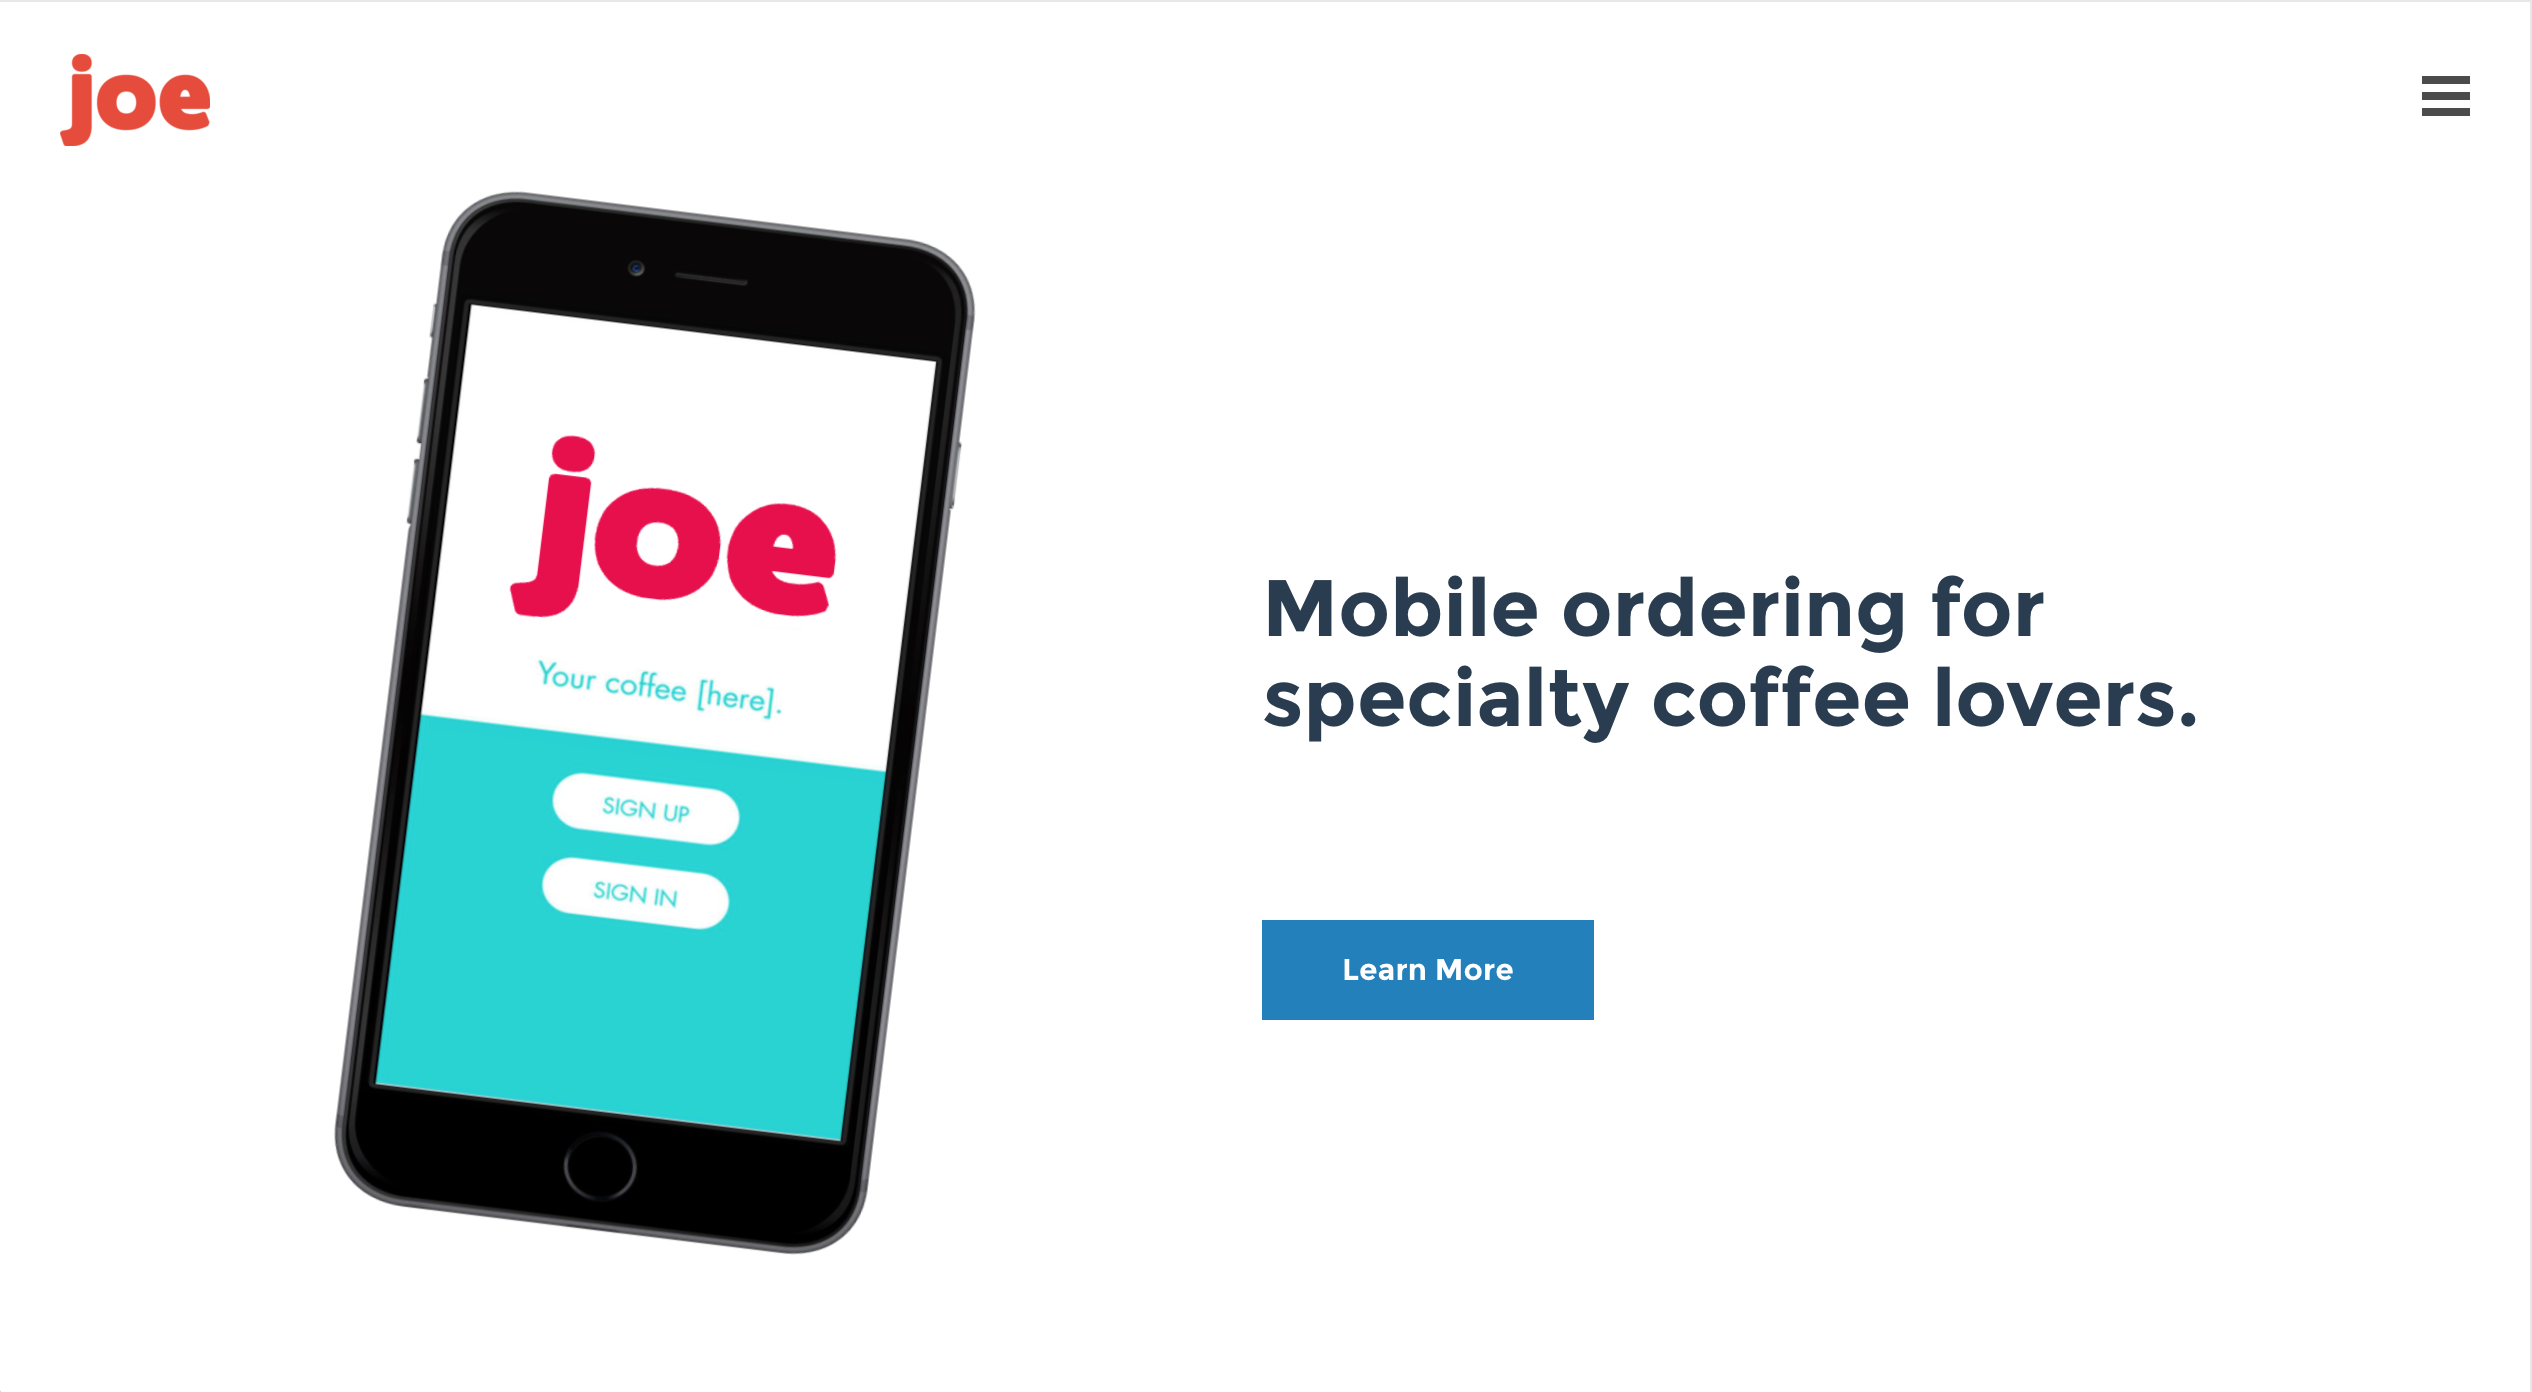 joe
joe
Your coffee [here].
SIGN UP
SIGN IN
Mobile ordering for
specialty coffee lovers.
Learn More